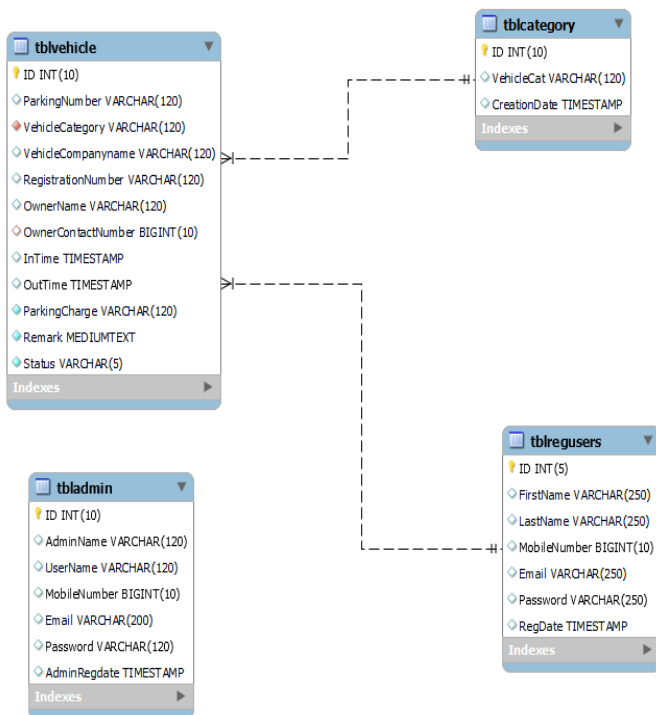 tblvehicle
ID INT(10)
ParkingNumber VARCHAR(120)
VehicleCategory VARCHAR(120)
VehicleCompanyname VARCHAR(120)
RegistrationNumber VARCHAR(120)
OwnerName VARCHAR(120)
OwnerContactNumber BIGINT(10)
InTime TIMESTAMP
OutTime TIMESTAMP
ParkingCharge VARCHAR(120)
Remark MEDIUMTEXT
Status VARCHAR(5)
Indexes
tblcategory
ID INT(10)
VehicleCat VARCHAR(120)
CreationDate TIMESTAMP
Indexes
tbladmin
ID INT(10)
AdminName VARCHAR(120)
UserName VARCHAR(120)
MobileNumber BIGINT(10)
Email VARCHAR(200)
Password VARCHAR(120)
AdminRegdate TIMESTAMP
Indexes
tblregusers
ID INT(5)
FirstName VARCHAR(250)
LastName VARCHAR(250)
MobileNumber BIGINT(10)
Email VARCHAR(250)
Password VARCHAR(250)
RegDate TIMESTAMP
Indexes